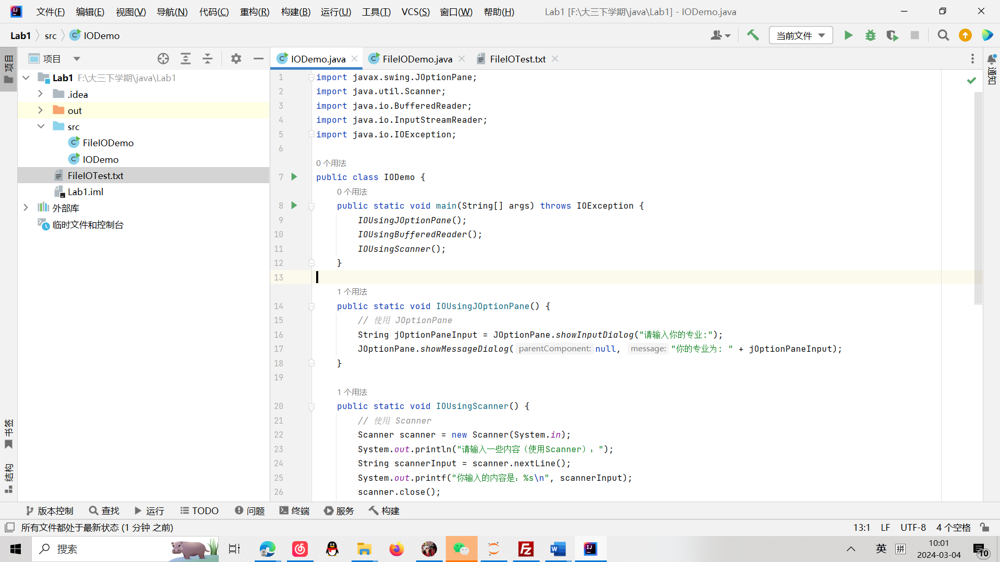 文件(F) 编辑(E) 视图(V) 导航(N) 代码(C) 重构(R) 构建(B) 运行(U) 工具(T) VCS(S) 窗口(W) 帮助(H) Lab1 [F:\大三下学期\java\Lab1] - IODemo.java
Lab1 src IODemo 当前文件
项目
项目
IODemo.java FileIODemo.java FileIOTest.txt
通知
Lab1 F:\大三下学期\java\Lab1
.idea
out
src
FileIODemo
IODemo
FileIOTest.txt
Lab1.iml
外部库
临时文件和控制台
书签
结构
1 import javax.swing.JOptionPane;
2 import java.util.Scanner;
3 import java.io.BufferedReader;
4 import java.io.InputStreamReader;
5 import java.io.IOException;
6
0 个用法
7 public class IODemo {
0 个用法
8 public static void main(String[] args) throws IOException {
9 IOUsingJOptionPane();
10 IOUsingBufferedReader();
11 IOUsingScanner();
12 }
13
1 个用法
14 public static void IOUsingJOptionPane() {
15 // 使用 JOptionPane
16 String jOptionPaneInput = JOptionPane.showInputDialog("请输入你的专业:");
17 JOptionPane.showMessageDialog( parentComponent: null, message: "你的专业为: " + jOptionPaneInput);
18 }
19
1 个用法
20 public static void IOUsingScanner() {
21 // 使用 Scanner
22 Scanner scanner = new Scanner(System.in);
23 System.out.println("请输入一些内容（使用Scanner）：");
24 String scannerInput = scanner.nextLine();
25 System.out.printf("你输入的内容是：%s\n", scannerInput);
26 scanner.close();
版本控制 查找 运行 TODO 问题 终端 服务 构建
所有文件都处于最新状态 (1 分钟 之前) 13:1 LF UTF-8 4 个空格
搜索 英 拼 10:01
2024-03-04 10